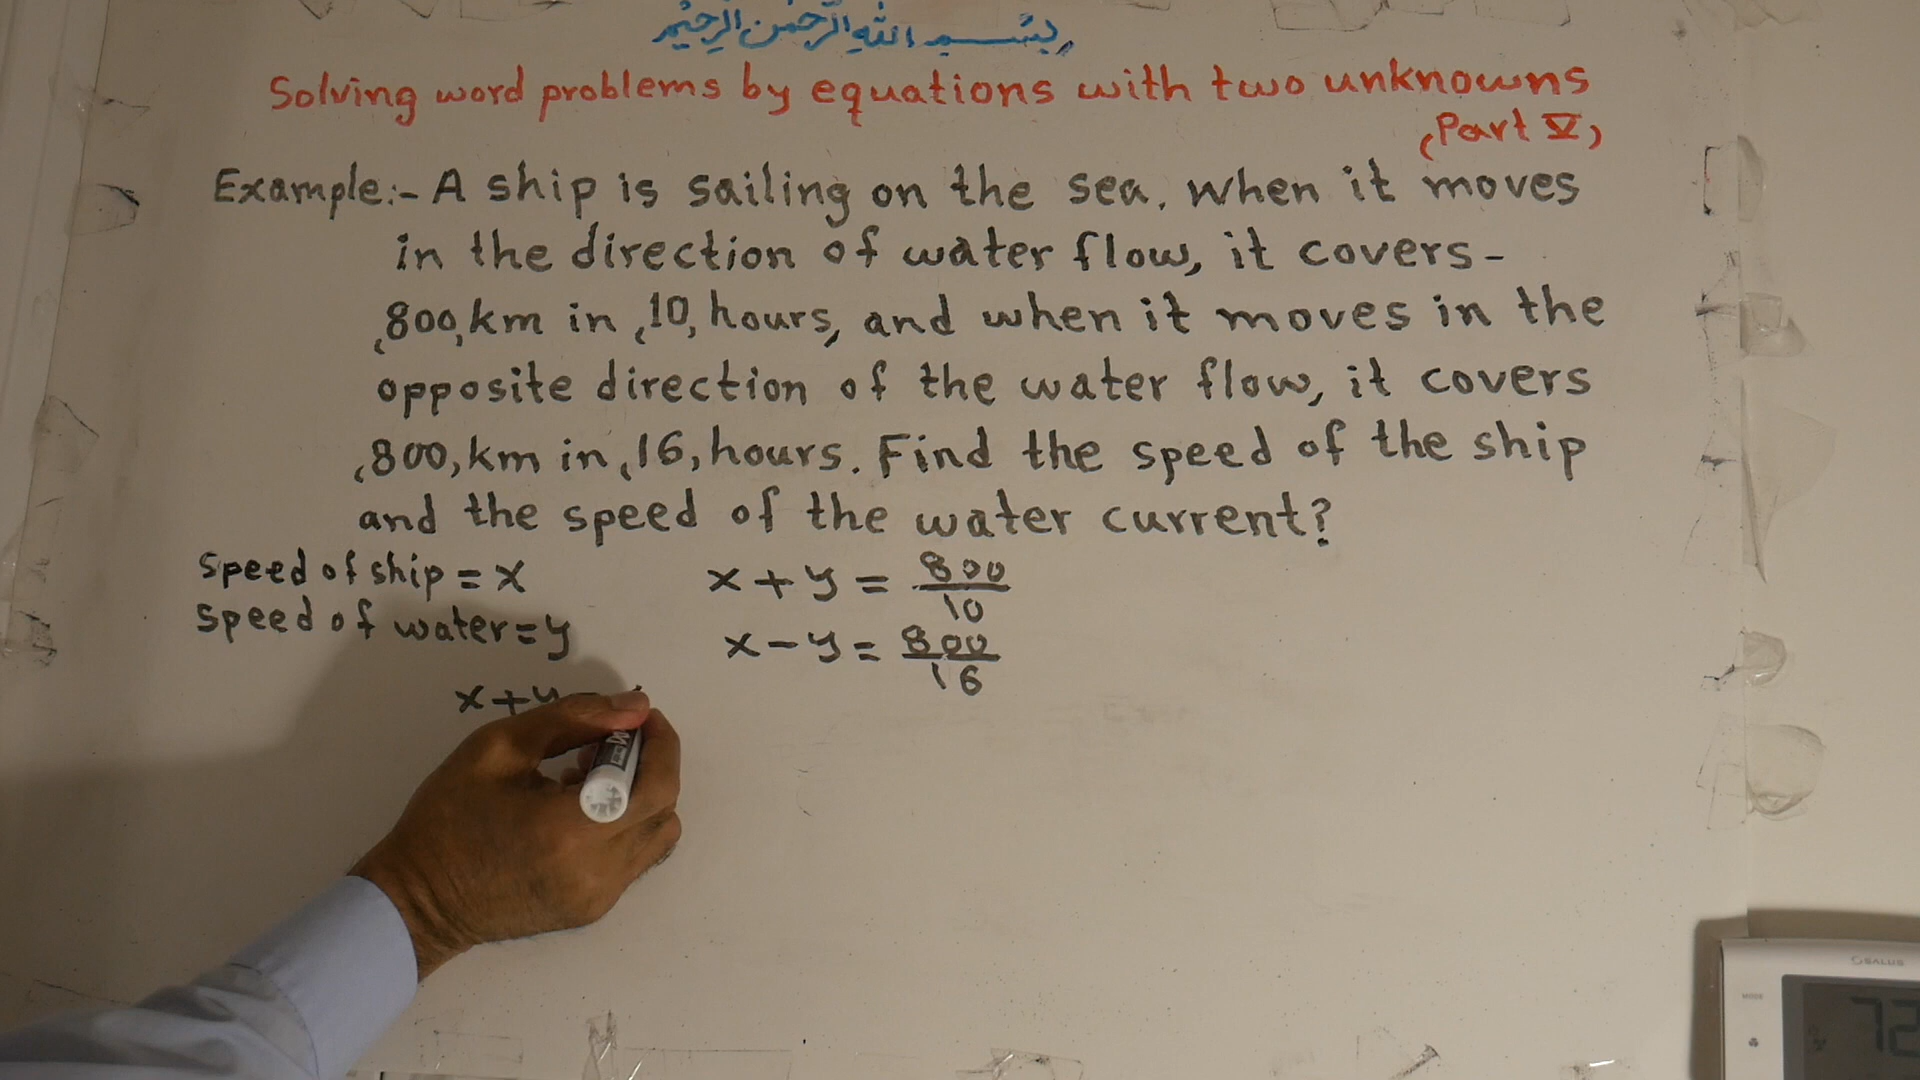 بِسْمِ اللهِ الرَّحْمٰنِ الرَّحِيْمِ
Solving word problems by equations with two unknowns
(Part V)
Example:- A ship is sailing on the sea. When it moves
in the direction of water flow, it covers-
(800)km in (10) hours, and when it moves in the
opposite direction of the water flow, it covers
(800)km in (16) hours. Find the speed of the ship
and the speed of the water current?
Speed of ship = x
Speed of water = y
x + y = 800/10
x - y = 800/16
x + y =
SALUS
MODE
72